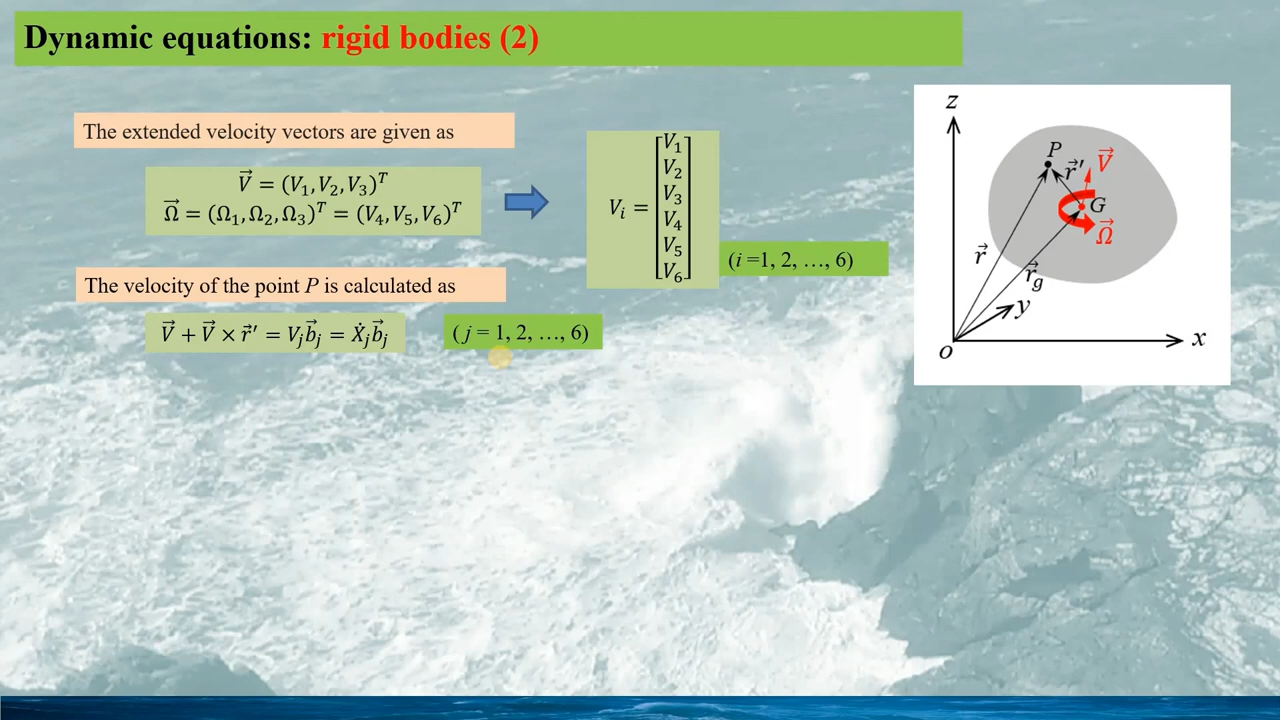 Dynamic equations: rigid bodies (2)
The extended velocity vectors are given as
V⃗ = (V₁, V₂, V₃)ᵀ
Ω⃗ = (Ω₁, Ω₂, Ω₃)ᵀ = (V₄, V₅, V₆)ᵀ
Vᵢ =
V₁
V₂
V₃
V₄
V₅
V₆
(i =1, 2, …, 6)
The velocity of the point P is calculated as
V⃗ + V⃗ × r⃗ ′ = Vⱼb⃗ⱼ = Ẋⱼb⃗ⱼ
( j = 1, 2, …, 6)
z
P
r⃗ ′
V⃗
G
Ω⃗
r⃗
r⃗g
y
x
o